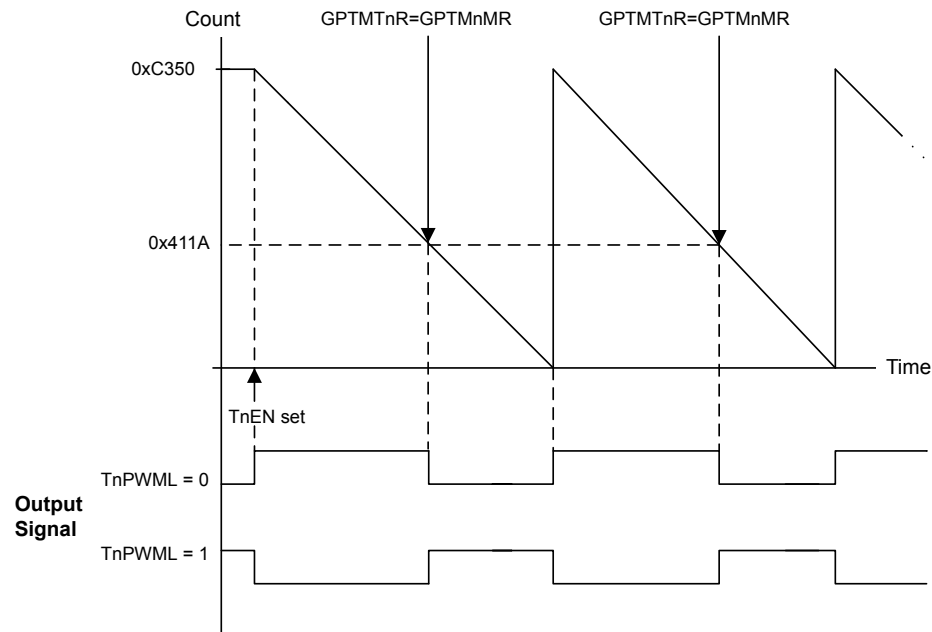 Count
GPTMTnR=GPTMnMR
GPTMTnR=GPTMnMR
0xC350
0x411A
Time
TnEN set
TnPWML = 0
Output
Signal
TnPWML = 1